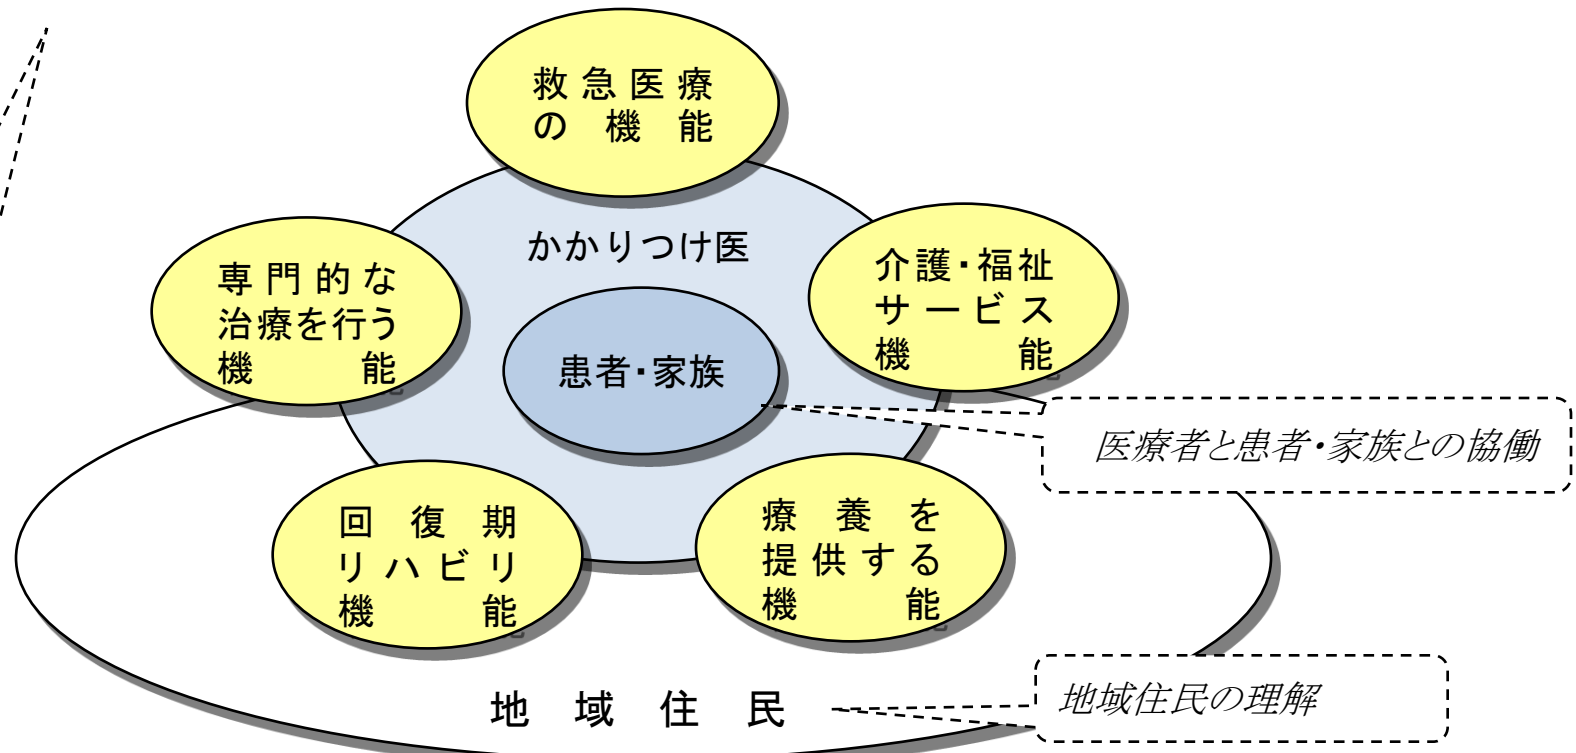 救急医療
の機能
かかりつけ医
専門的な
治療を行う
機能
介護・福祉
サービス
機能
患者・家族
医療者と患者・家族との協働
回復期
リハビリ
機能
療養を
提供する
機能
地域住民
地域住民の理解